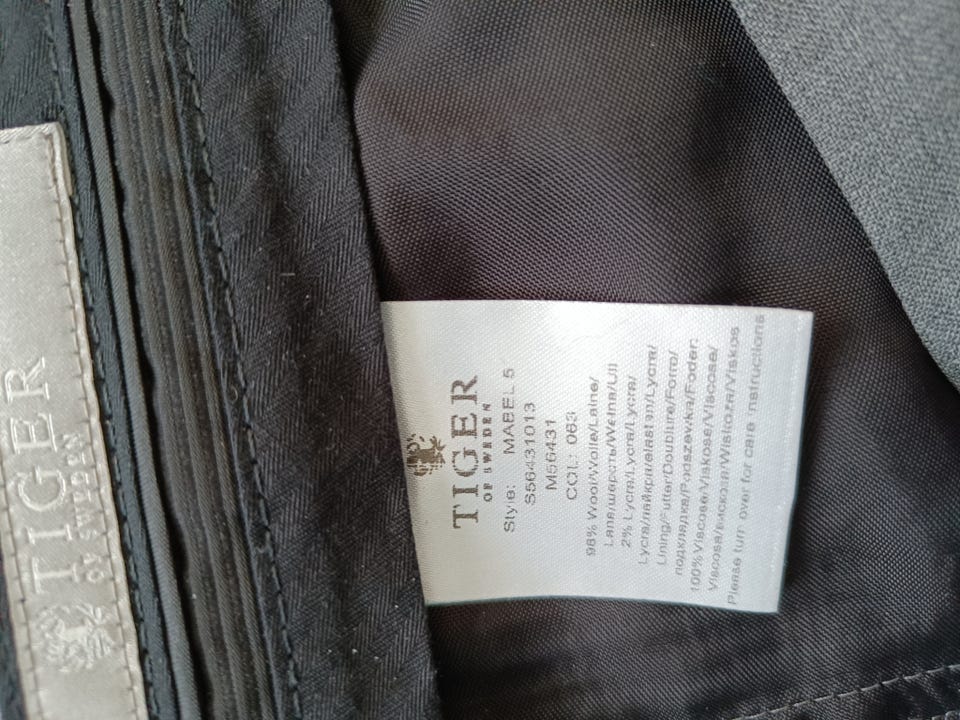 TIGER
OF SWEDEN
TIGER
OF SWEDEN
Style: MABEL 5
S56431013
M56431
COL: 063
98% Wool/Wolle/Laine/
Lana/шерсть/Wełna/Ull
2% Lycra/Lycra/Lycra/
Lycra/лайкра/elastan/Lycra/
Lining/Futter/Doublure/Forro/
подкладка/Podszewka/Foder:
100%Viscose/Viskose/Viscose/
Viscosa/вискоза/Wiskoza/Viskos
Please turn over for care instructions